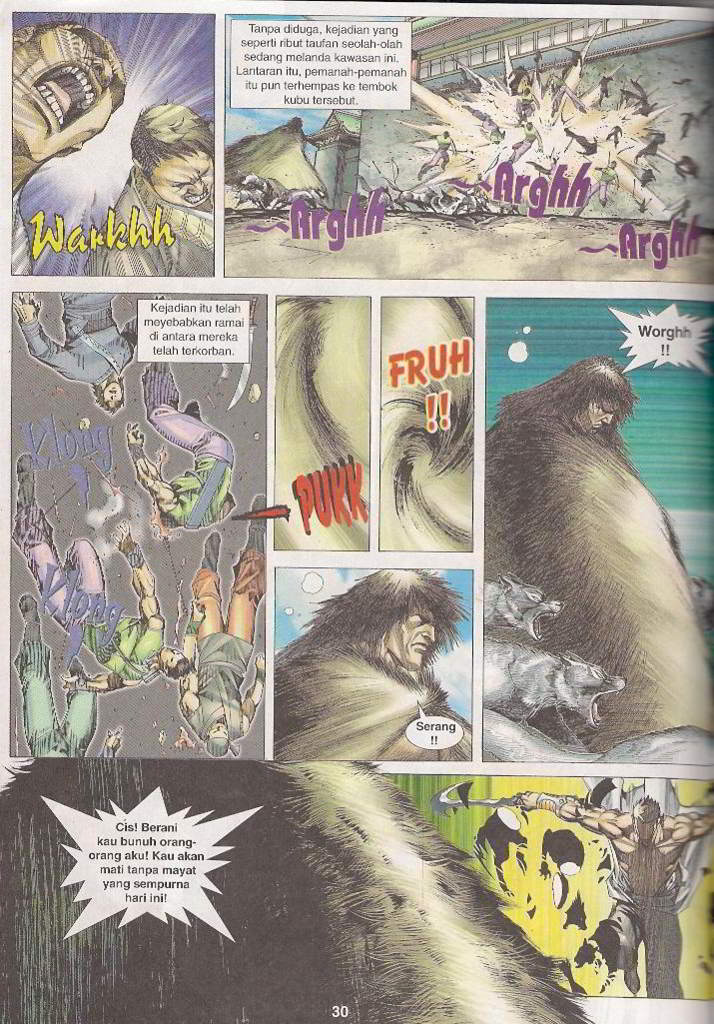 Tanpa diduga, kejadian yang
seperti ribut taufan seolah-olah
sedang melanda kawasan ini.
Lantaran itu, pemanah-pemanah
itu pun terhempas ke tembok
kubu tersebut.
Warkhh
~Arghh
~Arghh
~Arghh
Kejadian itu telah
meyebabkan ramai
di antara mereka
telah terkorban.
Klong
Klong
PUKK
FRUH
!!
Worghh
!!
Serang
!!
Cis! Berani
kau bunuh orang-
orang aku! Kau akan
mati tanpa mayat
yang sempurna
hari ini!
30